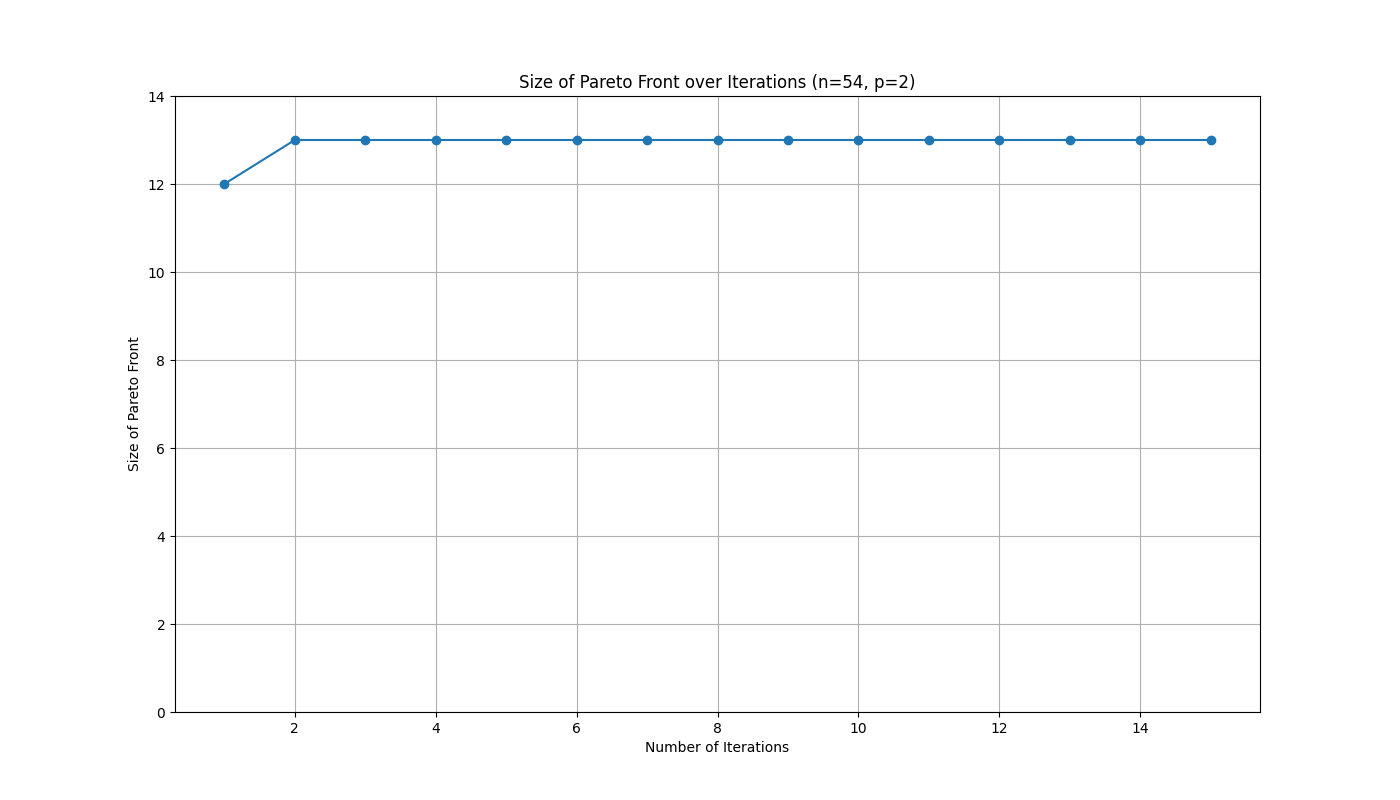 Size of Pareto Front over Iterations (n=54, p=2)
14
12
10
8
6
4
2
0
Size of Pareto Front
2 4 6 8 10 12 14
Number of Iterations